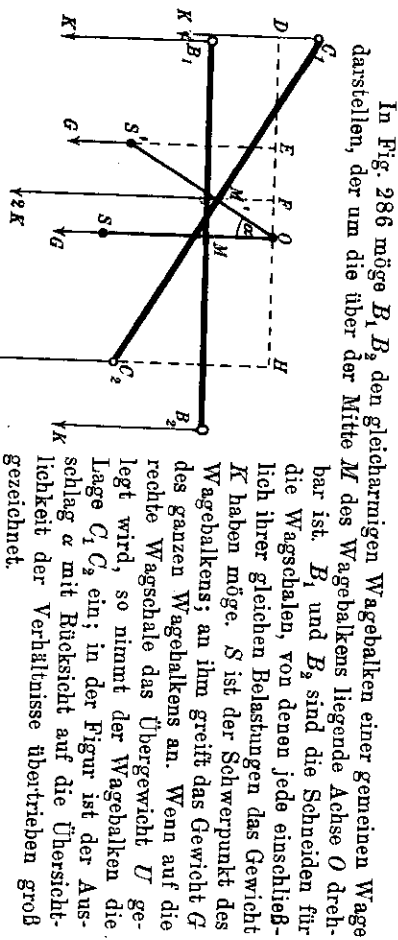 In Fig. 286 möge B₁ B₂ den gleicharmigen Wagebalken einer gemeinen Wage
darstellen, der um die über der Mitte M des Wagebalkens liegende Achse O dreh-
bar ist. B₁ und B₂ sind die Schneiden für
die Wagschalen, von denen jede einschließ-
lich ihrer gleichen Belastungen das Gewicht
K haben möge. S ist der Schwerpunkt des
Wagebalkens; an ihm greift das Gewicht G
des ganzen Wagebalkens an. Wenn auf die
rechte Wagschale das Übergewicht U ge-
legt wird, so nimmt der Wagebalken die
Lage C₁ C₂ ein; in der Figur ist der Aus-
schlag α mit Rücksicht auf die Übersicht-
lichkeit der Verhältnisse übertrieben groß
gezeichnet.
C₁
D E F O H
α
K B₁ M' M B₂
S' S C₂
K G 2K G K